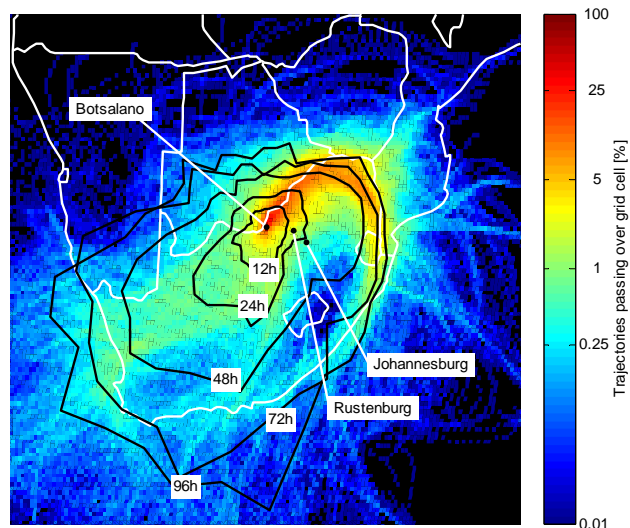 100
Botsalano
25
5
12h
1
24h
0.25
Johannesburg
48h
Rustenburg
72h
96h
0.01
Trajectories passing over grid cell [%]